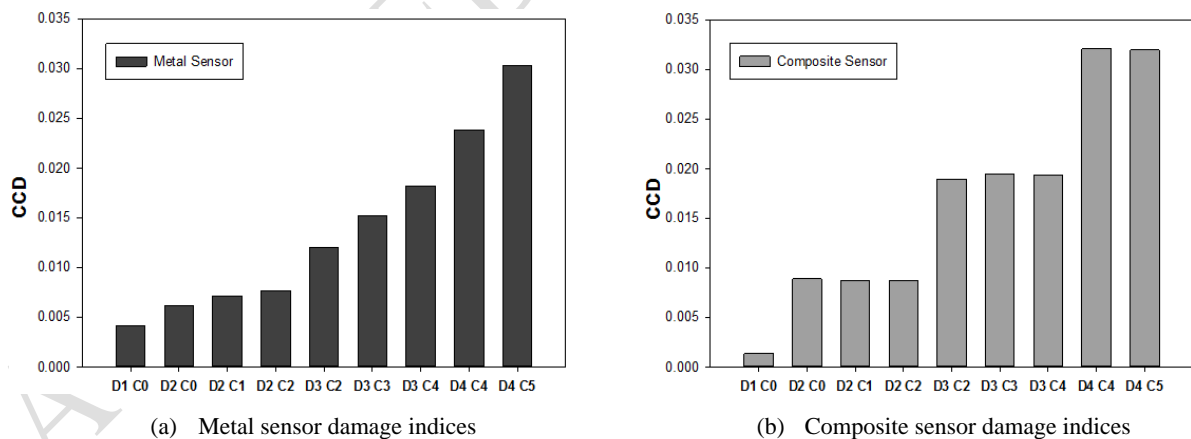 0.035
0.030
0.025
0.020
0.015
0.010
0.005
0.000
CCD
Metal Sensor
D1 C0 D2 C0 D2 C1 D2 C2 D3 C2 D3 C3 D3 C4 D4 C4 D4 C5
(a) Metal sensor damage indices
0.035
0.030
0.025
0.020
0.015
0.010
0.005
0.000
CCD
Composite Sensor
D1 C0 D2 C0 D2 C1 D2 C2 D3 C2 D3 C3 D3 C4 D4 C4 D4 C5
(b) Composite sensor damage indices